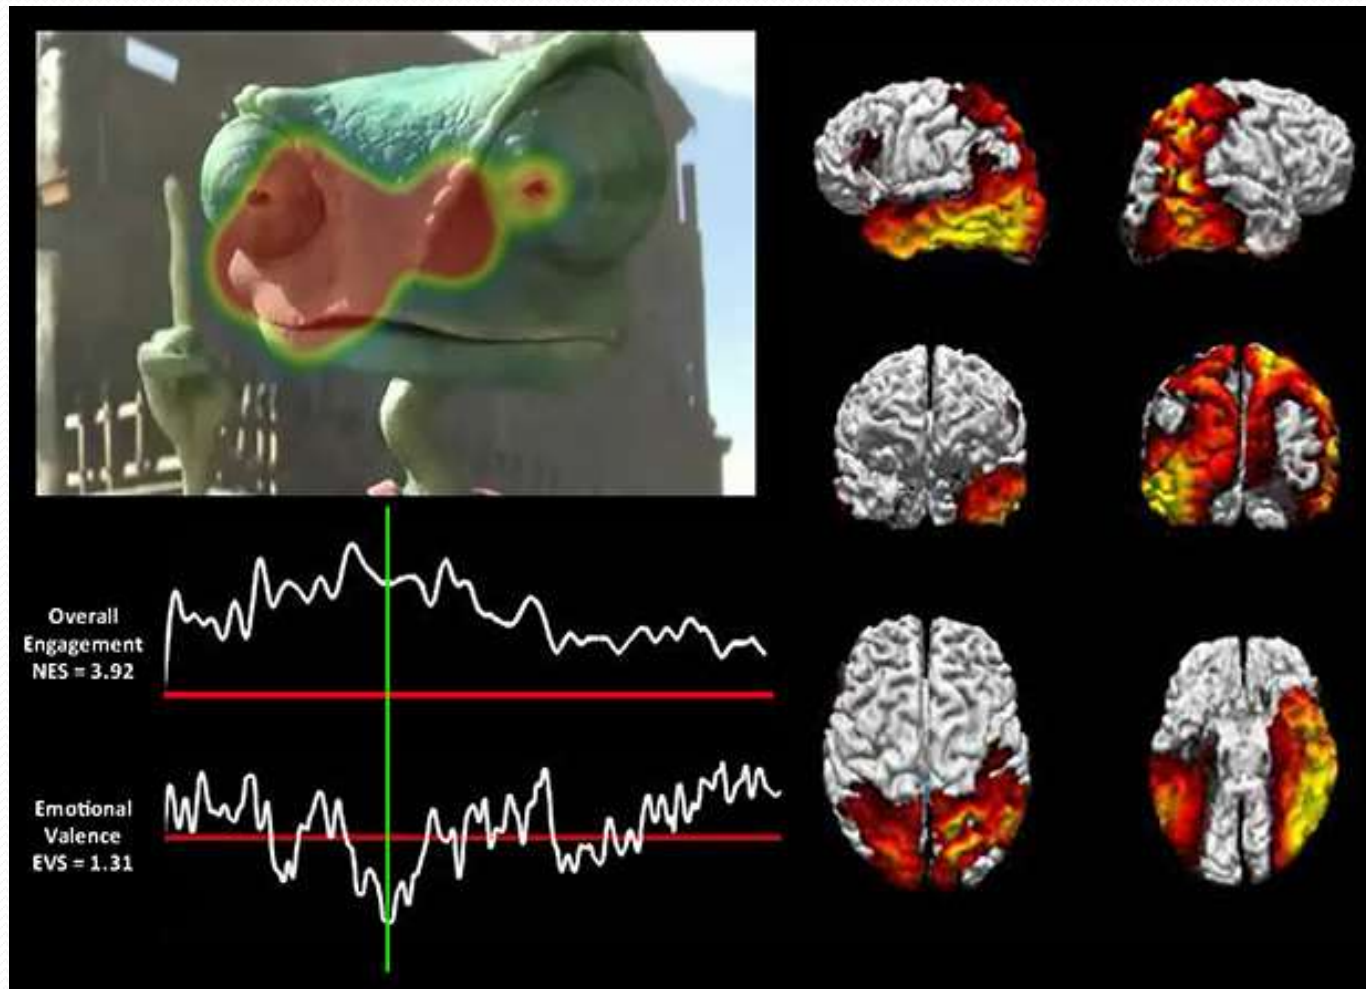 Overall
Engagement
NES = 3.92
Emotional
Valence
EVS = 1.31